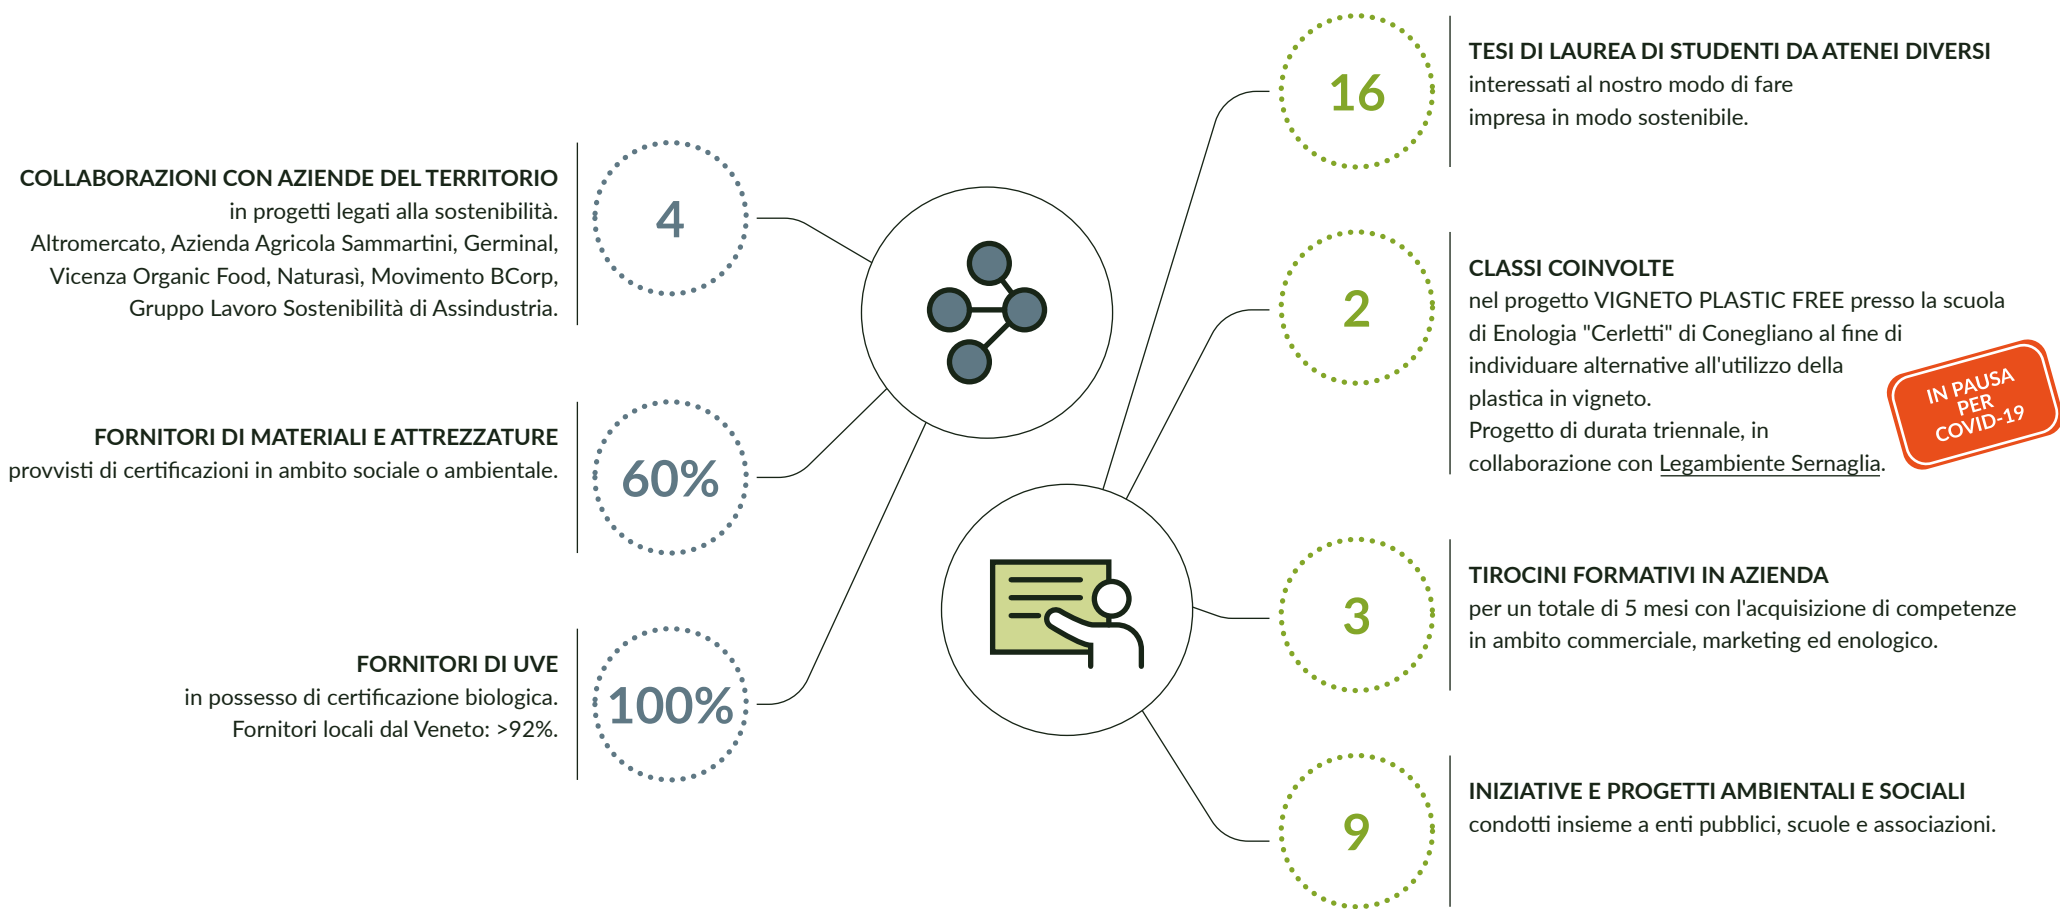 COLLABORAZIONI CON AZIENDE DEL TERRITORIO
in progetti legati alla sostenibilità.
Altromercato, Azienda Agricola Sammartini, Germinal,
Vicenza Organic Food, Naturasì, Movimento BCorp,
Gruppo Lavoro Sostenibilità di Assindustria.
4
FORNITORI DI MATERIALI E ATTREZZATURE
provvisti di certificazioni in ambito sociale o ambientale.
60%
FORNITORI DI UVE
in possesso di certificazione biologica.
Fornitori locali dal Veneto: >92%.
100%
16
TESI DI LAUREA DI STUDENTI DA ATENEI DIVERSI
interessati al nostro modo di fare
impresa in modo sostenibile.
2
CLASSI COINVOLTE
nel progetto VIGNETO PLASTIC FREE presso la scuola
di Enologia "Cerletti" di Conegliano al fine di
individuare alternative all'utilizzo della
plastica in vigneto.
Progetto di durata triennale, in
collaborazione con Legambiente Sernaglia.
IN PAUSA
PER
COVID-19
3
TIROCINI FORMATIVI IN AZIENDA
per un totale di 5 mesi con l'acquisizione di competenze
in ambito commerciale, marketing ed enologico.
9
INIZIATIVE E PROGETTI AMBIENTALI E SOCIALI
condotti insieme a enti pubblici, scuole e associazioni.